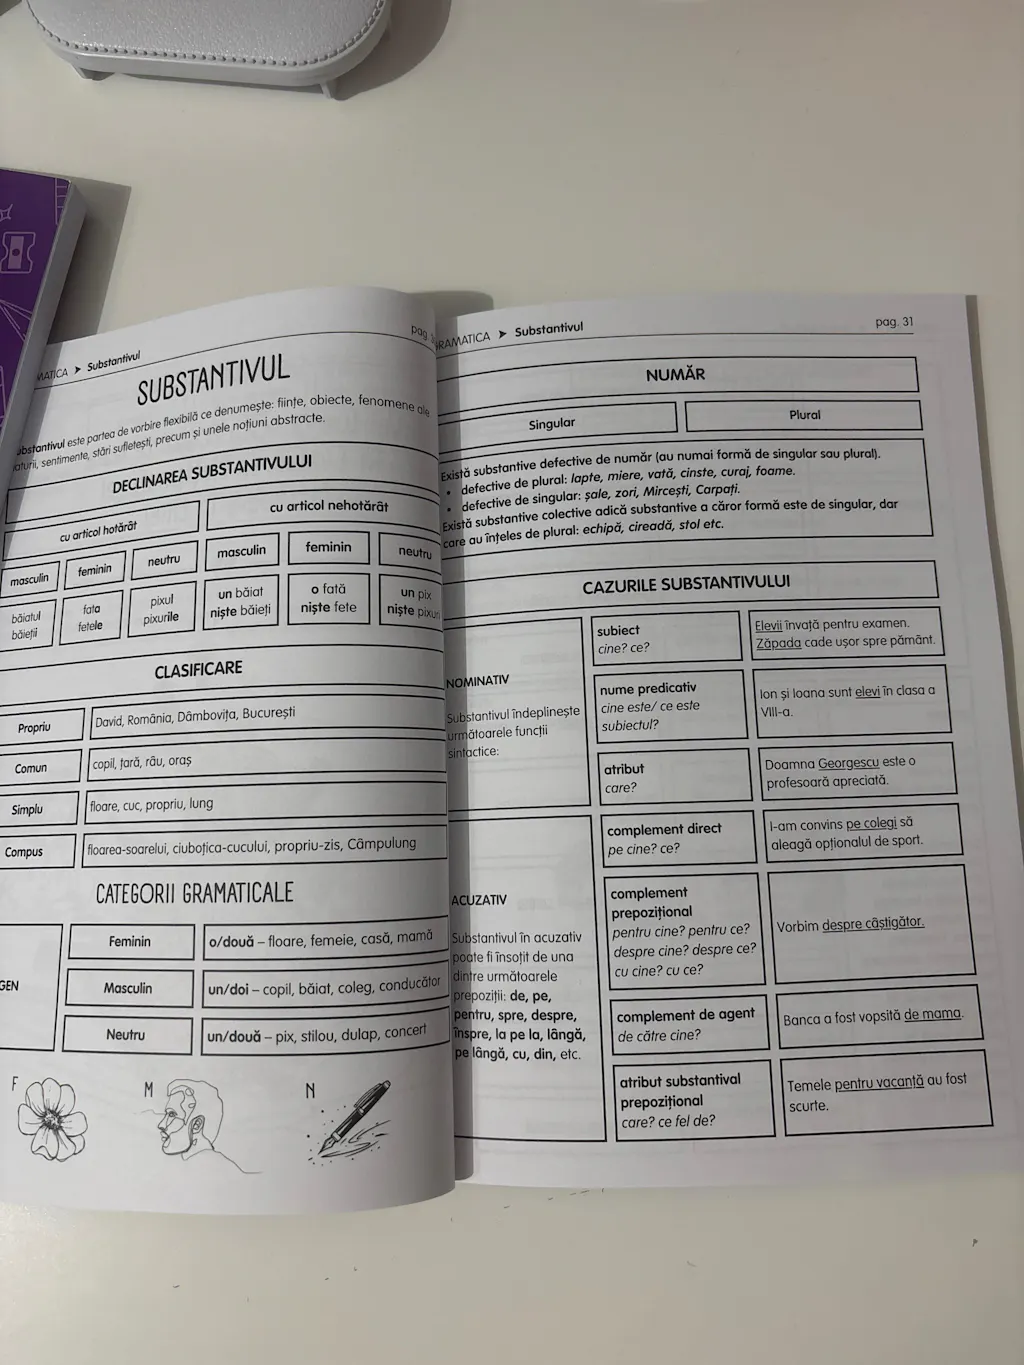 MATICA ➤ Substantivul
pag. 3
SUBSTANTIVUL
ubstantivul este partea de vorbire flexibilă ce denumește: ființe, obiecte, fenomene ale
naturii, sentimente, stări sufletești, precum și unele noțiuni abstracte.
DECLINAREA SUBSTANTIVULUI
cu articol hotărât
cu articol nehotărât
masculin
feminin
neutru
masculin
feminin
neutru
băiatul
băieții
fata
fetele
pixul
pixurile
un băiat
niște băieți
o fată
niște fete
un pix
niște pixuri
CLASIFICARE
Propriu
David, România, Dâmbovița, București
Comun
copil, țară, râu, oraș
Simplu
floare, cuc, propriu, lung
Compus
floarea-soarelui, ciuboțica-cucului, propriu-zis, Câmpulung
CATEGORII GRAMATICALE
GEN
Feminin
o/două – floare, femeie, casă, mamă
Masculin
un/doi – copil, băiat, coleg, conducător
Neutru
un/două – pix, stilou, dulap, concert
F
M
N
GRAMATICA ➤ Substantivul
pag. 31
NUMĂR
Singular
Plural
Există substantive defective de număr (au numai formă de singular sau plural).
• defective de plural: lapte, miere, vată, cinste, curaj, foame.
• defective de singular: șale, zori, Mircești, Carpați.
Există substantive colective adică substantive a căror formă este de singular, dar
care au înțeles de plural: echipă, cireadă, stol etc.
CAZURILE SUBSTANTIVULUI
NOMINATIV
Substantivul îndeplinește
următoarele funcții
sintactice:
subiect
cine? ce?
Elevii învață pentru examen.
Zăpada cade ușor spre pământ.
nume predicativ
cine este/ ce este
subiectul?
Ion și Ioana sunt elevi în clasa a
VIII-a.
atribut
care?
Doamna Georgescu este o
profesoară apreciată.
ACUZATIV
Substantivul în acuzativ
poate fi însoțit de una
dintre următoarele
prepoziții: de, pe,
pentru, spre, despre,
înspre, la pe la, lângă,
pe lângă, cu, din, etc.
complement direct
pe cine? ce?
I-am convins pe colegi să
aleagă opționalul de sport.
complement
prepozițional
pentru cine? pentru ce?
despre cine? despre ce?
cu cine? cu ce?
Vorbim despre câștigător.
complement de agent
de către cine?
Banca a fost vopsită de mama.
atribut substantival
prepozițional
care? ce fel de?
Temele pentru vacanță au fost
scurte.